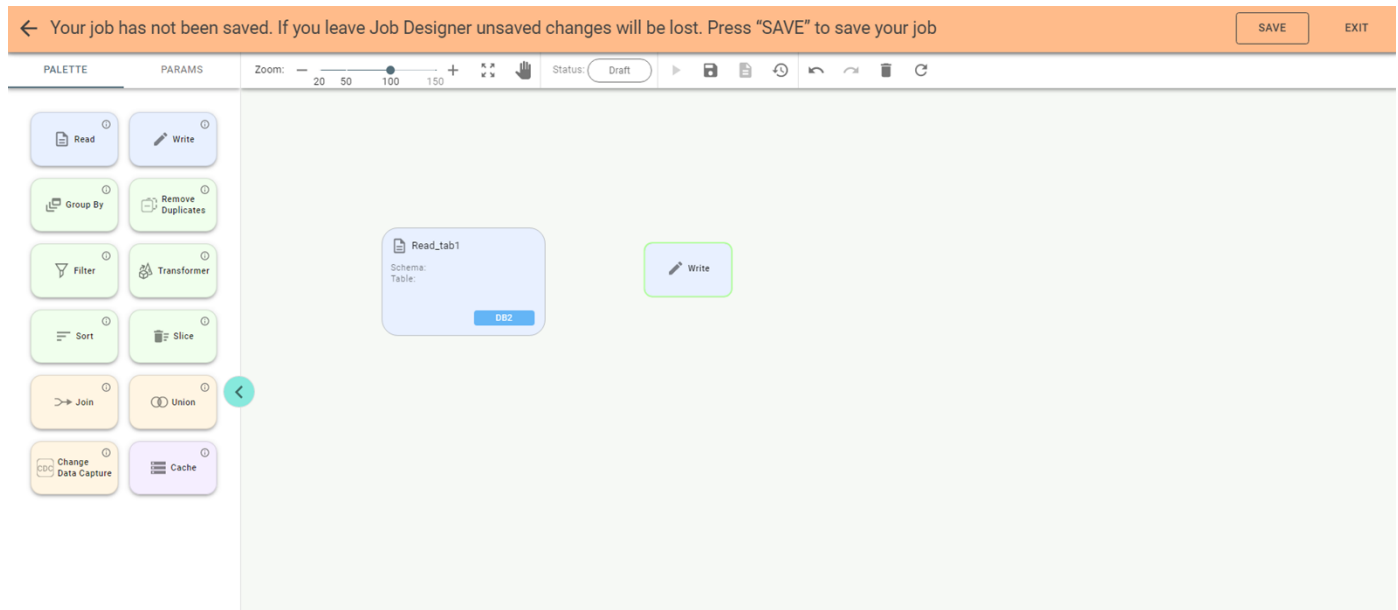 Your job has not been saved. If you leave Job Designer unsaved changes will be lost. Press “SAVE” to save your job
SAVE
EXIT
PALETTE
PARAMS
Zoom:
20 50 100 150
Status:
Draft
Read
Write
Group By
Remove
Duplicates
Filter
Transformer
Sort
Slice
Join
Union
CDC
Change
Data Capture
Cache
Read_tab1
Schema:
Table:
DB2
Write